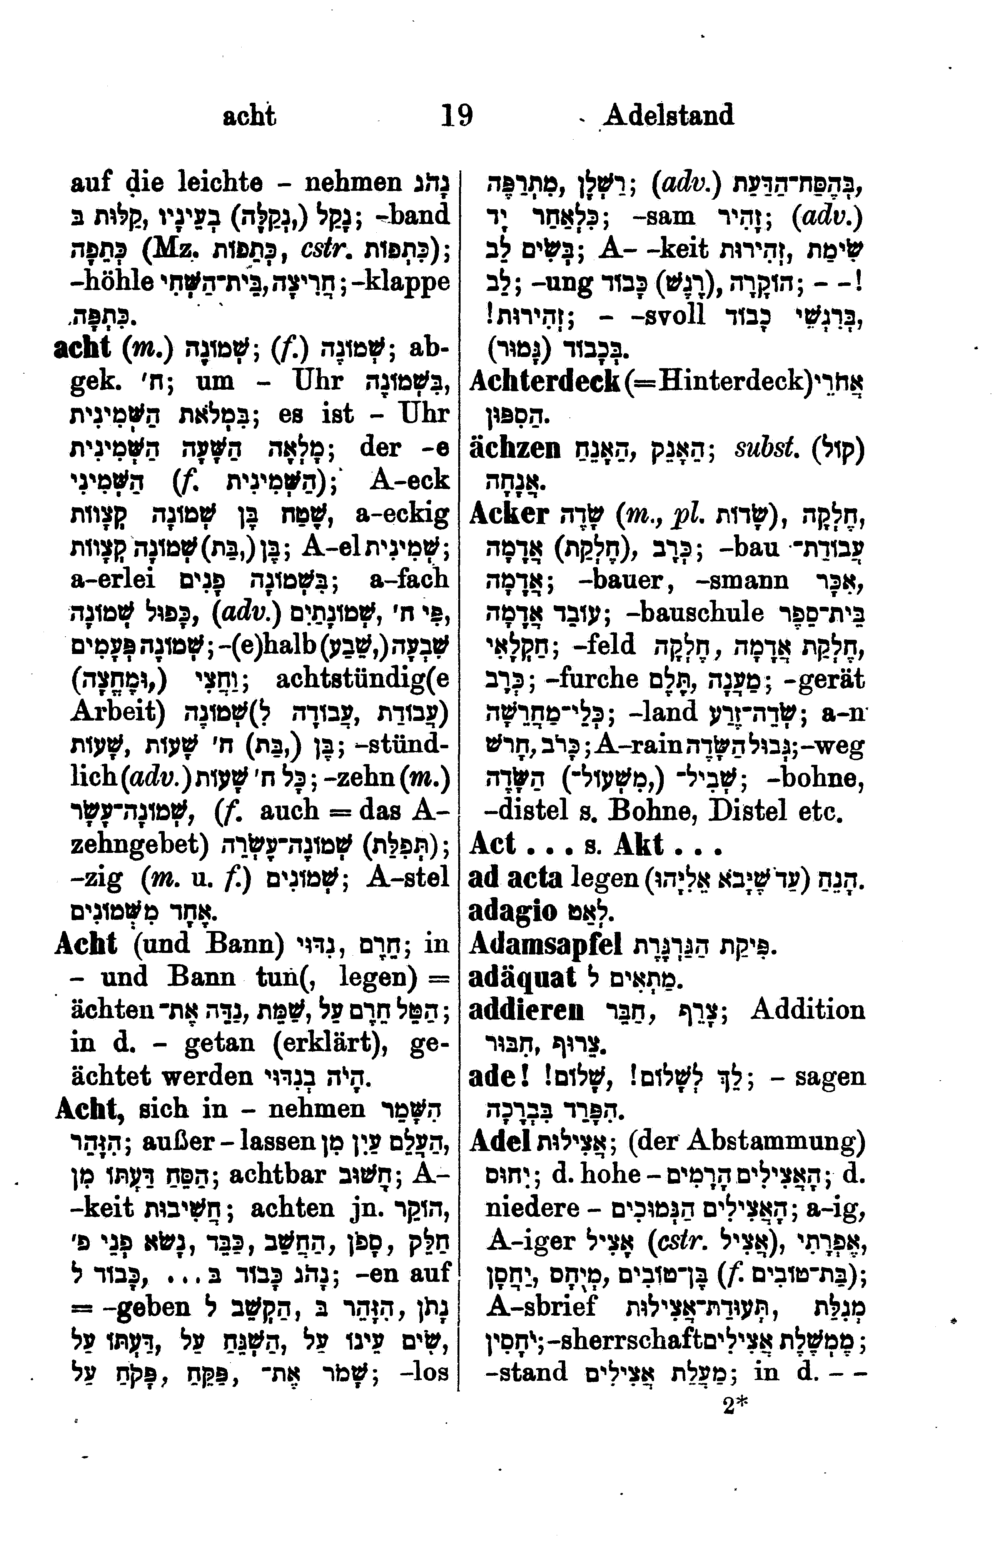 acht 19 Adelstand
auf die leichte – nehmen נָהֹג
נָקֵל (,נְקַלָּה) בְּעֵינָיו ,קַלּוּת בּ; –band
כְּתֵפָה (Mz. כְּתֵפוֹת, cstr. כִּתְפוֹת);
–höhle חֲרִיצָה,בֵּית־הַשֶּׁחִי; –klappe
כְּתֵפָה.
acht (m.) שְׁמוֹנָה; (f.) שְׁמוֹנֶה; ab-
gek. ח'; um – Uhr בִּשְׁמוֹנָה,
בִּמְלֹאת הַשְּׁמִינִית; es ist – Uhr
מָלְאָה הַשָּׁעָה הַשְּׁמִינִית; der –e
הַשְּׁמִינִי (f. הַשְּׁמִינִית); A–eck
שֶׁטַח בֶּן שְׁמוֹנָה קְצָווֹת, a–eckig
בֶּן(,בַּת)שְׁמוֹנָה קְצָווֹת; A–el שְׁמִינִית;
a–erlei בִּשְׁמוֹנָה פָנִים; a–fach
פִּי ח', (adv.) שְׁמוֹנָתַיִם, כָּפוּל שְׁמוֹנָה
שְׁמוֹנָה פְּעָמִים; –(e)halb שִׁבְעָה(,שֶׁבַע)
וַחֲצִי (,וּמֶחֱצָה); achtstündig(e
Arbeit) (עֲבוֹדַת ,עֲבוֹדָה ל)שְׁמוֹנֶה
שָׁעוֹת, בֶּן (,בַּת) ח' שָׁעוֹת; –stünd-
lich (adv.) כָּל ח' שָׁעוֹת; –zehn (m.)
שְׁמוֹנָה־עָשָׂר, (f. auch = das A–
zehngebet) (תְּפִלַּת) שְׁמוֹנֶה־עֶשְׂרֵה;
–zig (m. u. f.) שְׁמוֹנִים; A–stel
אֶחָד מִשְּׁמוֹנִים.
Acht (und Bann) חֵרֶם, נִדּוּי; in
– und Bann tun(, legen) =
ächten הַטֵּל חֵרֶם עַל, שַׁמֵּת, נַדֵּה אֶת־;
in d. – getan (erklärt), ge-
ächtet werden הָיֹה בְנִדּוּי.
Acht, sich in – nehmen הִשָּׁמֵר
הִזָּהֵר; außer – lassen הַעֲלֵם עַיִן מִן,
הַסֵּחַ דַּעְתּוֹ מִן; achtbar חָשׁוּב; A–
–keit חֲשִׁיבוּת; achten jn. הוֹקֵר,
חַלֵּק, סָפֹן, הַחֲשֵׁב, כַּבֵּד, נָשֹׂא פְנֵי פ'
נָהֹג כָּבוֹד בּ..., כָּבוֹד ל; –en auf
= –geben הַקְשֵׁב ל, הִזָּהֵר בּ, נָתֹן
שִׂים עֵינוֹ עַל, הַשְׁגֵּחַ עַל, דַּעְתּוֹ עַל,
שָׁמֹר אֶת־, פַּקֵּחַ, פָּקֹחַ עַל; –los
רַשְׁלָן, מִתְרַפֶּה; (adv.) בְּהֶסַּח־הַדַּעַת,
כִּלְאַחַר יָד; –sam זָהִיר; (adv.)
בְּשִׂים לֵב; A– –keit זְהִירוּת, שִׂימַת
לֵב; –ung כָּבוֹד (רֶגֶשׁ), הוֹקָרָה; – –!
זְהִירוּת!; – –svoll בְּרִגְשֵׁי כָבוֹד,
בְּכָבוֹד (גָּמוּר).
Achterdeck (=Hinterdeck) אֲחֹרֵי
הַסִּפּוּן.
ächzen הֵאָנֵק, הֵאָנֵחַ; subst. (קוֹל)
אֲנָחָה.
Acker שָׂדֶה (m., pl. שָׂדוֹת), חֶלְקָה,
אֲדָמָה (חֶלְקַת), כְּרָב; –bau עֲבוֹדַת־
אֲדָמָה; –bauer, –smann אִכָּר,
עוֹבֵד אֲדָמָה; –bauschule בֵּית־סֵפֶר
חַקְלָאִי; –feld חֶלְקַת אֲדָמָה, חֶלְקָה,
כְּרָב; –furche תֶּלֶם, מַעֲנָה; –gerät
כְּלֵי־מַחֲרֵשָׁה; –land שְׂדֵה־זֶרַע; a–n
כָּרֹב, חָרֹשׁ; A–rain גְּבוּל הַשָּׂדֶה; –weg
שְׁבִיל־ (,מִשְׁעוֹל־) הַשָּׂדֶה; –bohne,
–distel s. Bohne, Distel etc.
Act . . . s. Akt . . .
ad acta legen הַנַּח (עַד שֶׁיָּבֹא אֵלִיָּהוּ).
adagio לְאַט.
Adamsapfel פִּיקַת הַגַּרְגֶּרֶת.
adäquat מַתְאִים ל.
addieren צָרֵף, חַבֵּר; Addition
צֵרוּף, חִבּוּר.
ade! שָׁלוֹם!, לְשָׁלוֹם!; לֵךְ – sagen
הִפָּרֵד בִּבְרָכָה.
Adel אֲצִילוּת; (der Abstammung)
יִחוּס; d. hohe – הָאֲצִילִים הָרָמִים; d.
niedere – הָאֲצִילִים הַנְּמוּכִים; a–ig,
A–iger אָצִיל (cstr. אֲצִיל), אֶפְרָתִי,
בֶּן־טוֹבִים (f. בַּת־טוֹבִים), מְיֻחָס, יַחֲסָן;
A–sbrief תְּעוּדַת־אֲצִילוּת, מְגִלַּת
יֻחֲסִין; –sherrschaft מֶמְשֶׁלֶת אֲצִילִים;
–stand מַעֲלַת אֲצִילִים; in d. – –
2*